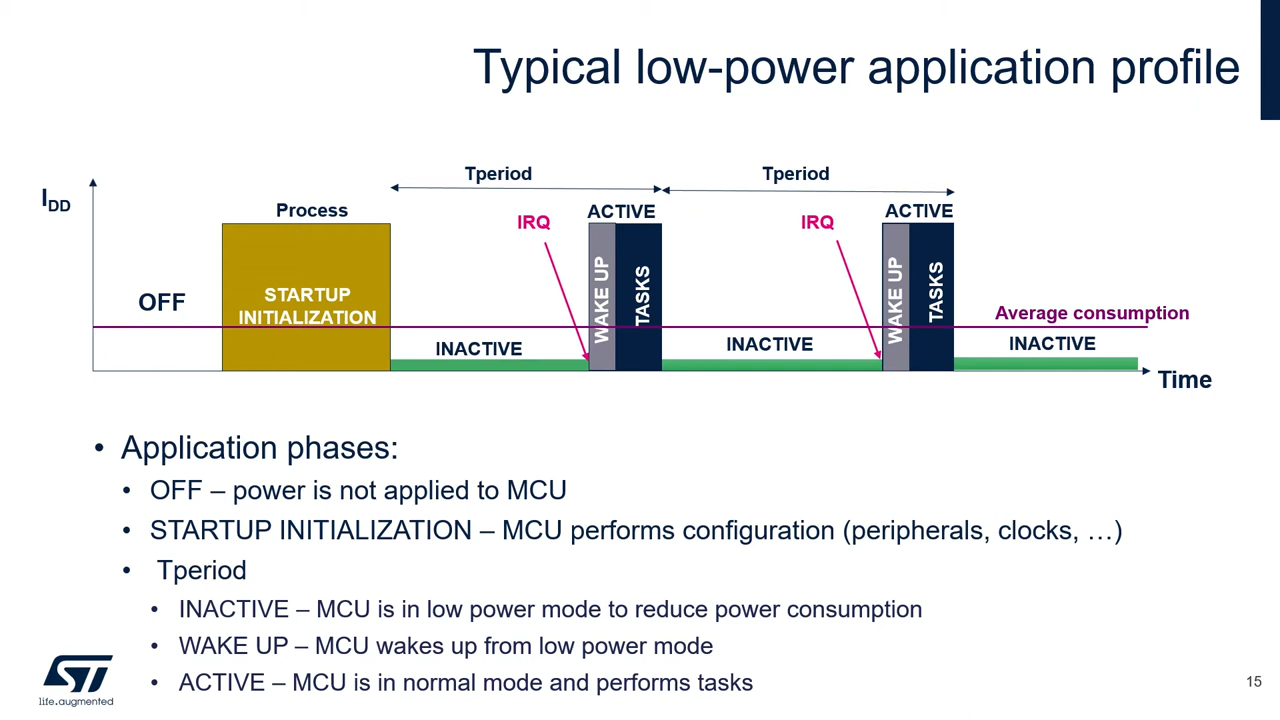 Typical low-power application profile
Tperiod
Tperiod
IDD
Process
IRQ
ACTIVE
IRQ
ACTIVE
OFF
STARTUP
INITIALIZATION
WAKE UP
TASKS
WAKE UP
TASKS
Average consumption
INACTIVE
INACTIVE
INACTIVE
Time
• Application phases:
• OFF – power is not applied to MCU
• STARTUP INITIALIZATION – MCU performs configuration (peripherals, clocks, …)
• Tperiod
• INACTIVE – MCU is in low power mode to reduce power consumption
• WAKE UP – MCU wakes up from low power mode
• ACTIVE – MCU is in normal mode and performs tasks
ST
life.augmented
15